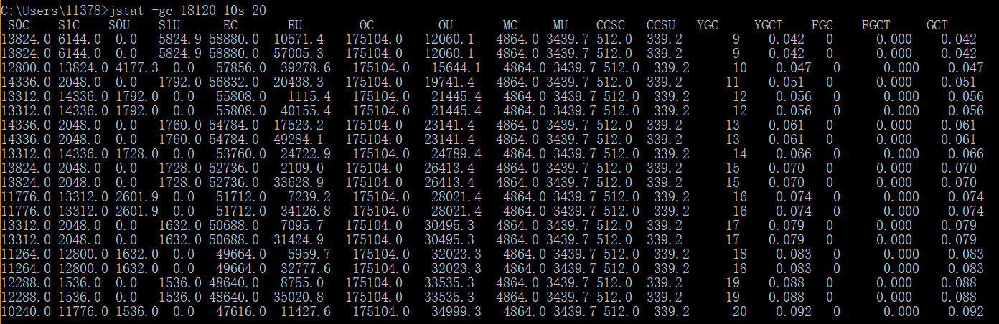 C:\Users\11378>jstat -gc 18120 10s 20
S0C S1C S0U S1U EC EU OC OU MC MU CCSC CCSU YGC YGCT FGC FGCT GCT
13824.0 6144.0 0.0 5824.9 58880.0 10571.4 175104.0 12060.1 4864.0 3439.7 512.0 339.2 9 0.042 0 0.000 0.042
13824.0 6144.0 0.0 5824.9 58880.0 57005.3 175104.0 12060.1 4864.0 3439.7 512.0 339.2 9 0.042 0 0.000 0.042
12800.0 13824.0 4177.3 0.0 57856.0 39278.6 175104.0 15644.1 4864.0 3439.7 512.0 339.2 10 0.047 0 0.000 0.047
14336.0 2048.0 0.0 1792.0 56832.0 20438.3 175104.0 19741.4 4864.0 3439.7 512.0 339.2 11 0.051 0 0.000 0.051
13312.0 14336.0 1792.0 0.0 55808.0 1115.4 175104.0 21445.4 4864.0 3439.7 512.0 339.2 12 0.056 0 0.000 0.056
13312.0 14336.0 1792.0 0.0 55808.0 40155.4 175104.0 21445.4 4864.0 3439.7 512.0 339.2 12 0.056 0 0.000 0.056
14336.0 2048.0 0.0 1760.0 54784.0 17523.2 175104.0 23141.4 4864.0 3439.7 512.0 339.2 13 0.061 0 0.000 0.061
14336.0 2048.0 0.0 1760.0 54784.0 49284.1 175104.0 23141.4 4864.0 3439.7 512.0 339.2 13 0.061 0 0.000 0.061
13312.0 14336.0 1728.0 0.0 53760.0 24722.9 175104.0 24789.4 4864.0 3439.7 512.0 339.2 14 0.066 0 0.000 0.066
13824.0 2048.0 0.0 1728.0 52736.0 2109.0 175104.0 26413.4 4864.0 3439.7 512.0 339.2 15 0.070 0 0.000 0.070
13824.0 2048.0 0.0 1728.0 52736.0 33628.9 175104.0 26413.4 4864.0 3439.7 512.0 339.2 15 0.070 0 0.000 0.070
11776.0 13312.0 2601.9 0.0 51712.0 7239.2 175104.0 28021.4 4864.0 3439.7 512.0 339.2 16 0.074 0 0.000 0.074
11776.0 13312.0 2601.9 0.0 51712.0 34126.8 175104.0 28021.4 4864.0 3439.7 512.0 339.2 16 0.074 0 0.000 0.074
13312.0 2048.0 0.0 1632.0 50688.0 7095.7 175104.0 30495.3 4864.0 3439.7 512.0 339.2 17 0.079 0 0.000 0.079
13312.0 2048.0 0.0 1632.0 50688.0 31424.9 175104.0 30495.3 4864.0 3439.7 512.0 339.2 17 0.079 0 0.000 0.079
11264.0 12800.0 1632.0 0.0 49664.0 5959.7 175104.0 32023.3 4864.0 3439.7 512.0 339.2 18 0.083 0 0.000 0.083
11264.0 12800.0 1632.0 0.0 49664.0 32777.6 175104.0 32023.3 4864.0 3439.7 512.0 339.2 18 0.083 0 0.000 0.083
12288.0 1536.0 0.0 1536.0 48640.0 8755.0 175104.0 33535.3 4864.0 3439.7 512.0 339.2 19 0.088 0 0.000 0.088
12288.0 1536.0 0.0 1536.0 48640.0 35020.8 175104.0 33535.3 4864.0 3439.7 512.0 339.2 19 0.088 0 0.000 0.088
10240.0 11776.0 1536.0 0.0 47616.0 11427.6 175104.0 34999.3 4864.0 3439.7 512.0 339.2 20 0.092 0 0.000 0.092